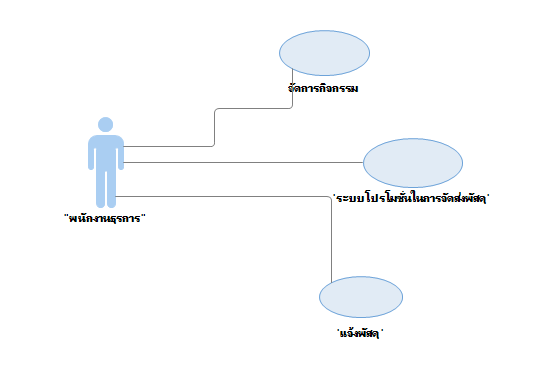 จัดการกิจกรรม
'ระบบโปรโมชั่นในการจัดส่งพัสดุ'
"พนักงานธุรการ"
'แจ้งพัสดุ'